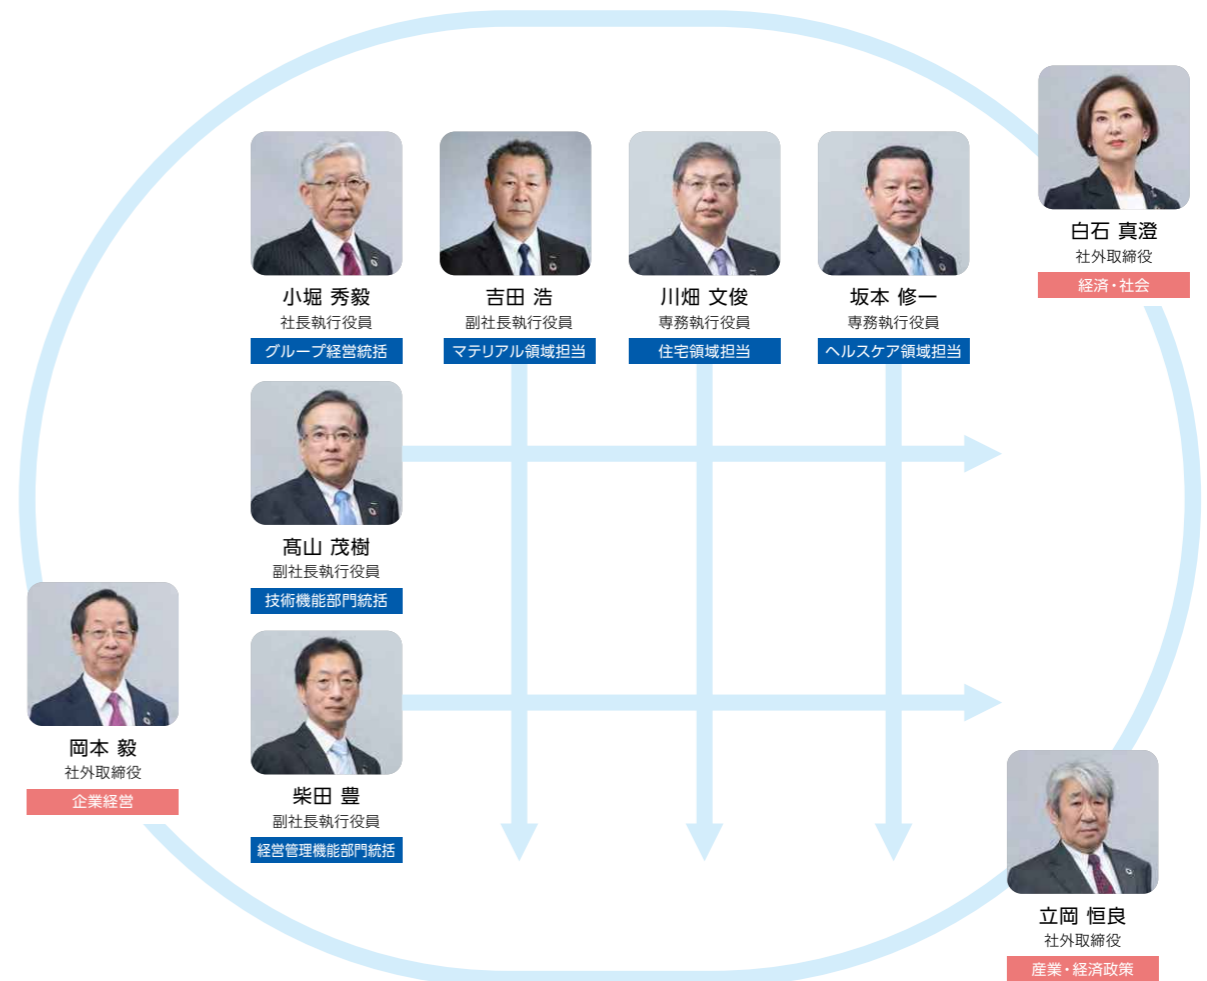 白石 真澄
社外取締役
経済・社会
小堀 秀毅
社長執行役員
グループ経営統括
吉田 浩
副社長執行役員
マテリアル領域担当
川畑 文俊
専務執行役員
住宅領域担当
坂本 修一
専務執行役員
ヘルスケア領域担当
髙山 茂樹
副社長執行役員
技術機能部門統括
岡本 毅
社外取締役
企業経営
柴田 豊
副社長執行役員
経営管理機能部門統括
立岡 恒良
社外取締役
産業・経済政策